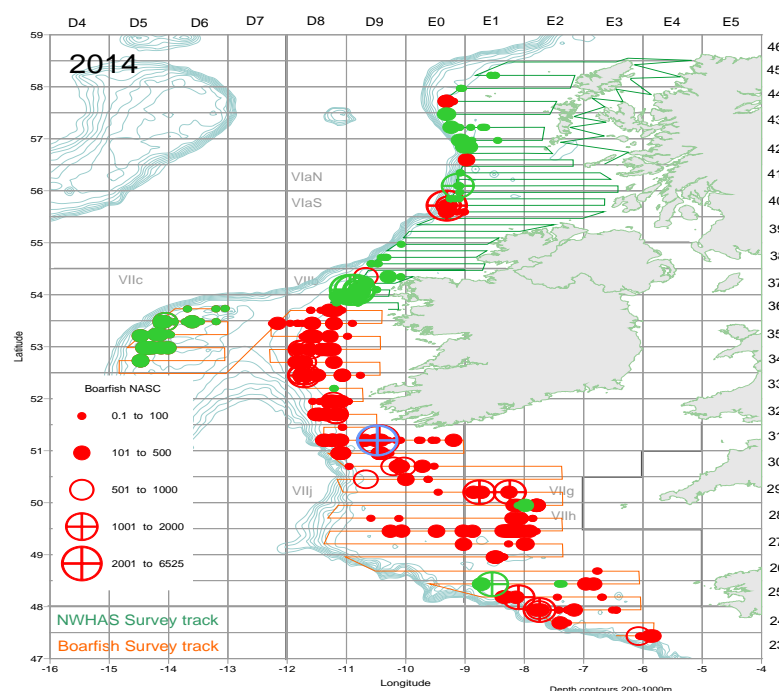 D4 D5 D6 D7 D8 D9 E0 E1 E2 E3 E4 E5
59
2014
58
57
56
55
54
53
52
51
50
49
48
47
Latitude
46
45
44
43
42
41
40
39
38
37
36
35
34
33
32
31
30
29
28
27
26
25
24
23
VIaN
VIaS
VIIc
VIIb
VIIj
VIIg
VIIh
Boarfish NASC
0.1 to 100
101 to 500
501 to 1000
1001 to 2000
2001 to 6525
NWHAS Survey track
Boarfish Survey track
-16 -15 -14 -13 -12 -11 -10 -9 -8 -7 -6 -5 -4
Longitude
Depth contours 200-1000m